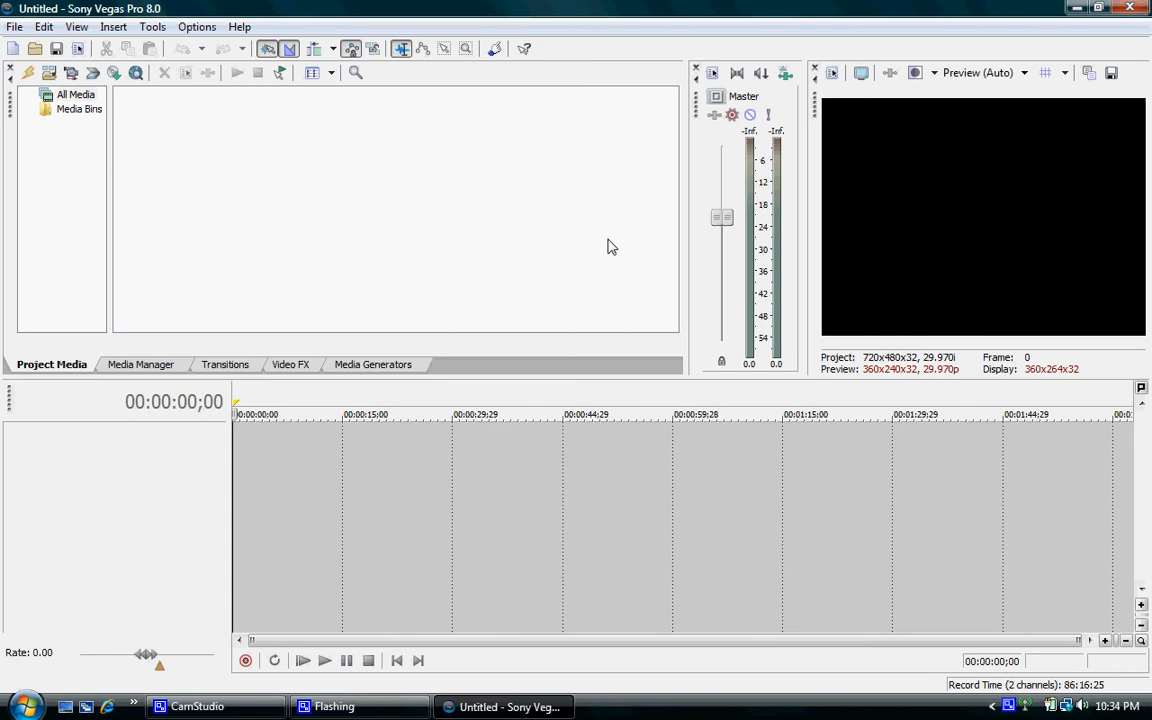 Untitled - Sony Vegas Pro 8.0
File Edit View Insert Tools Options Help
All Media
Media Bins
Project Media Media Manager Transitions Video FX Media Generators
Master
-Inf. -Inf.
6
12
18
24
30
36
42
48
54
0.0 0.0
Preview (Auto)
Project: 720x480x32, 29.970i Frame: 0
Preview: 360x240x32, 29.970p Display: 360x264x32
00:00:00;00
00:00:15;00 00:00:29;29 00:00:44;29 00:00:59;28 00:01:15;00 00:01:29;29 00:01:44;29
Rate: 0.00
00:00:00;00
Record Time (2 channels): 86:16:25
CamStudio Flashing Untitled - Sony Veg... 10:34 PM